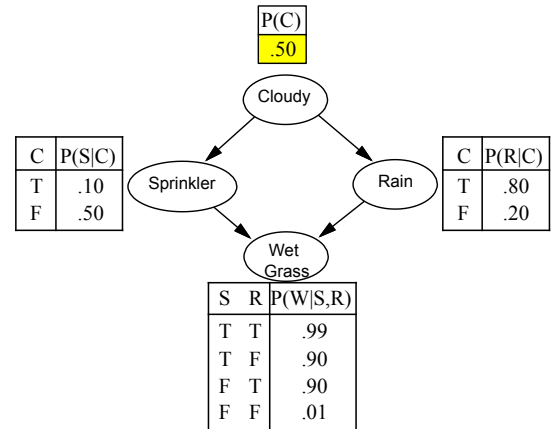 P(C)
.50
Cloudy
C P(S|C)
T .10
F .50
Sprinkler
Rain
C P(R|C)
T .80
F .20
Wet
Grass
S R P(W|S,R)
T T .99
T F .90
F T .90
F F .01